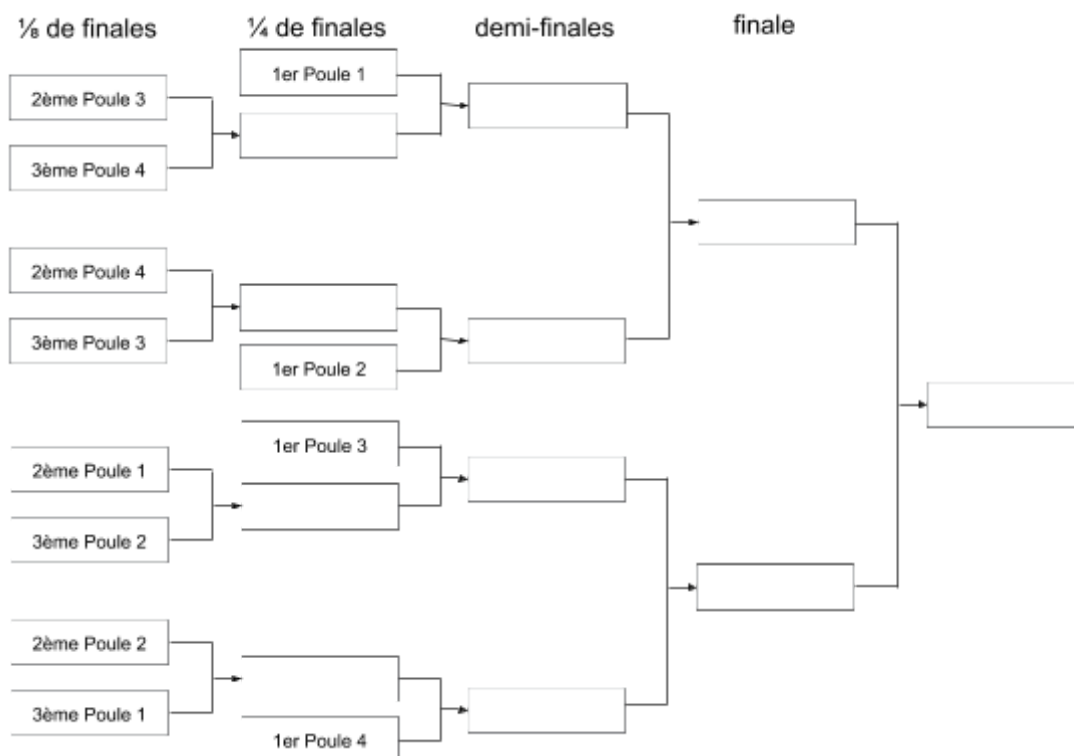 ⅛ de finales
¼ de finales
demi-finales
finale
1er Poule 1
2ème Poule 3
3ème Poule 4
2ème Poule 4
3ème Poule 3
1er Poule 2
1er Poule 3
2ème Poule 1
3ème Poule 2
2ème Poule 2
3ème Poule 1
1er Poule 4